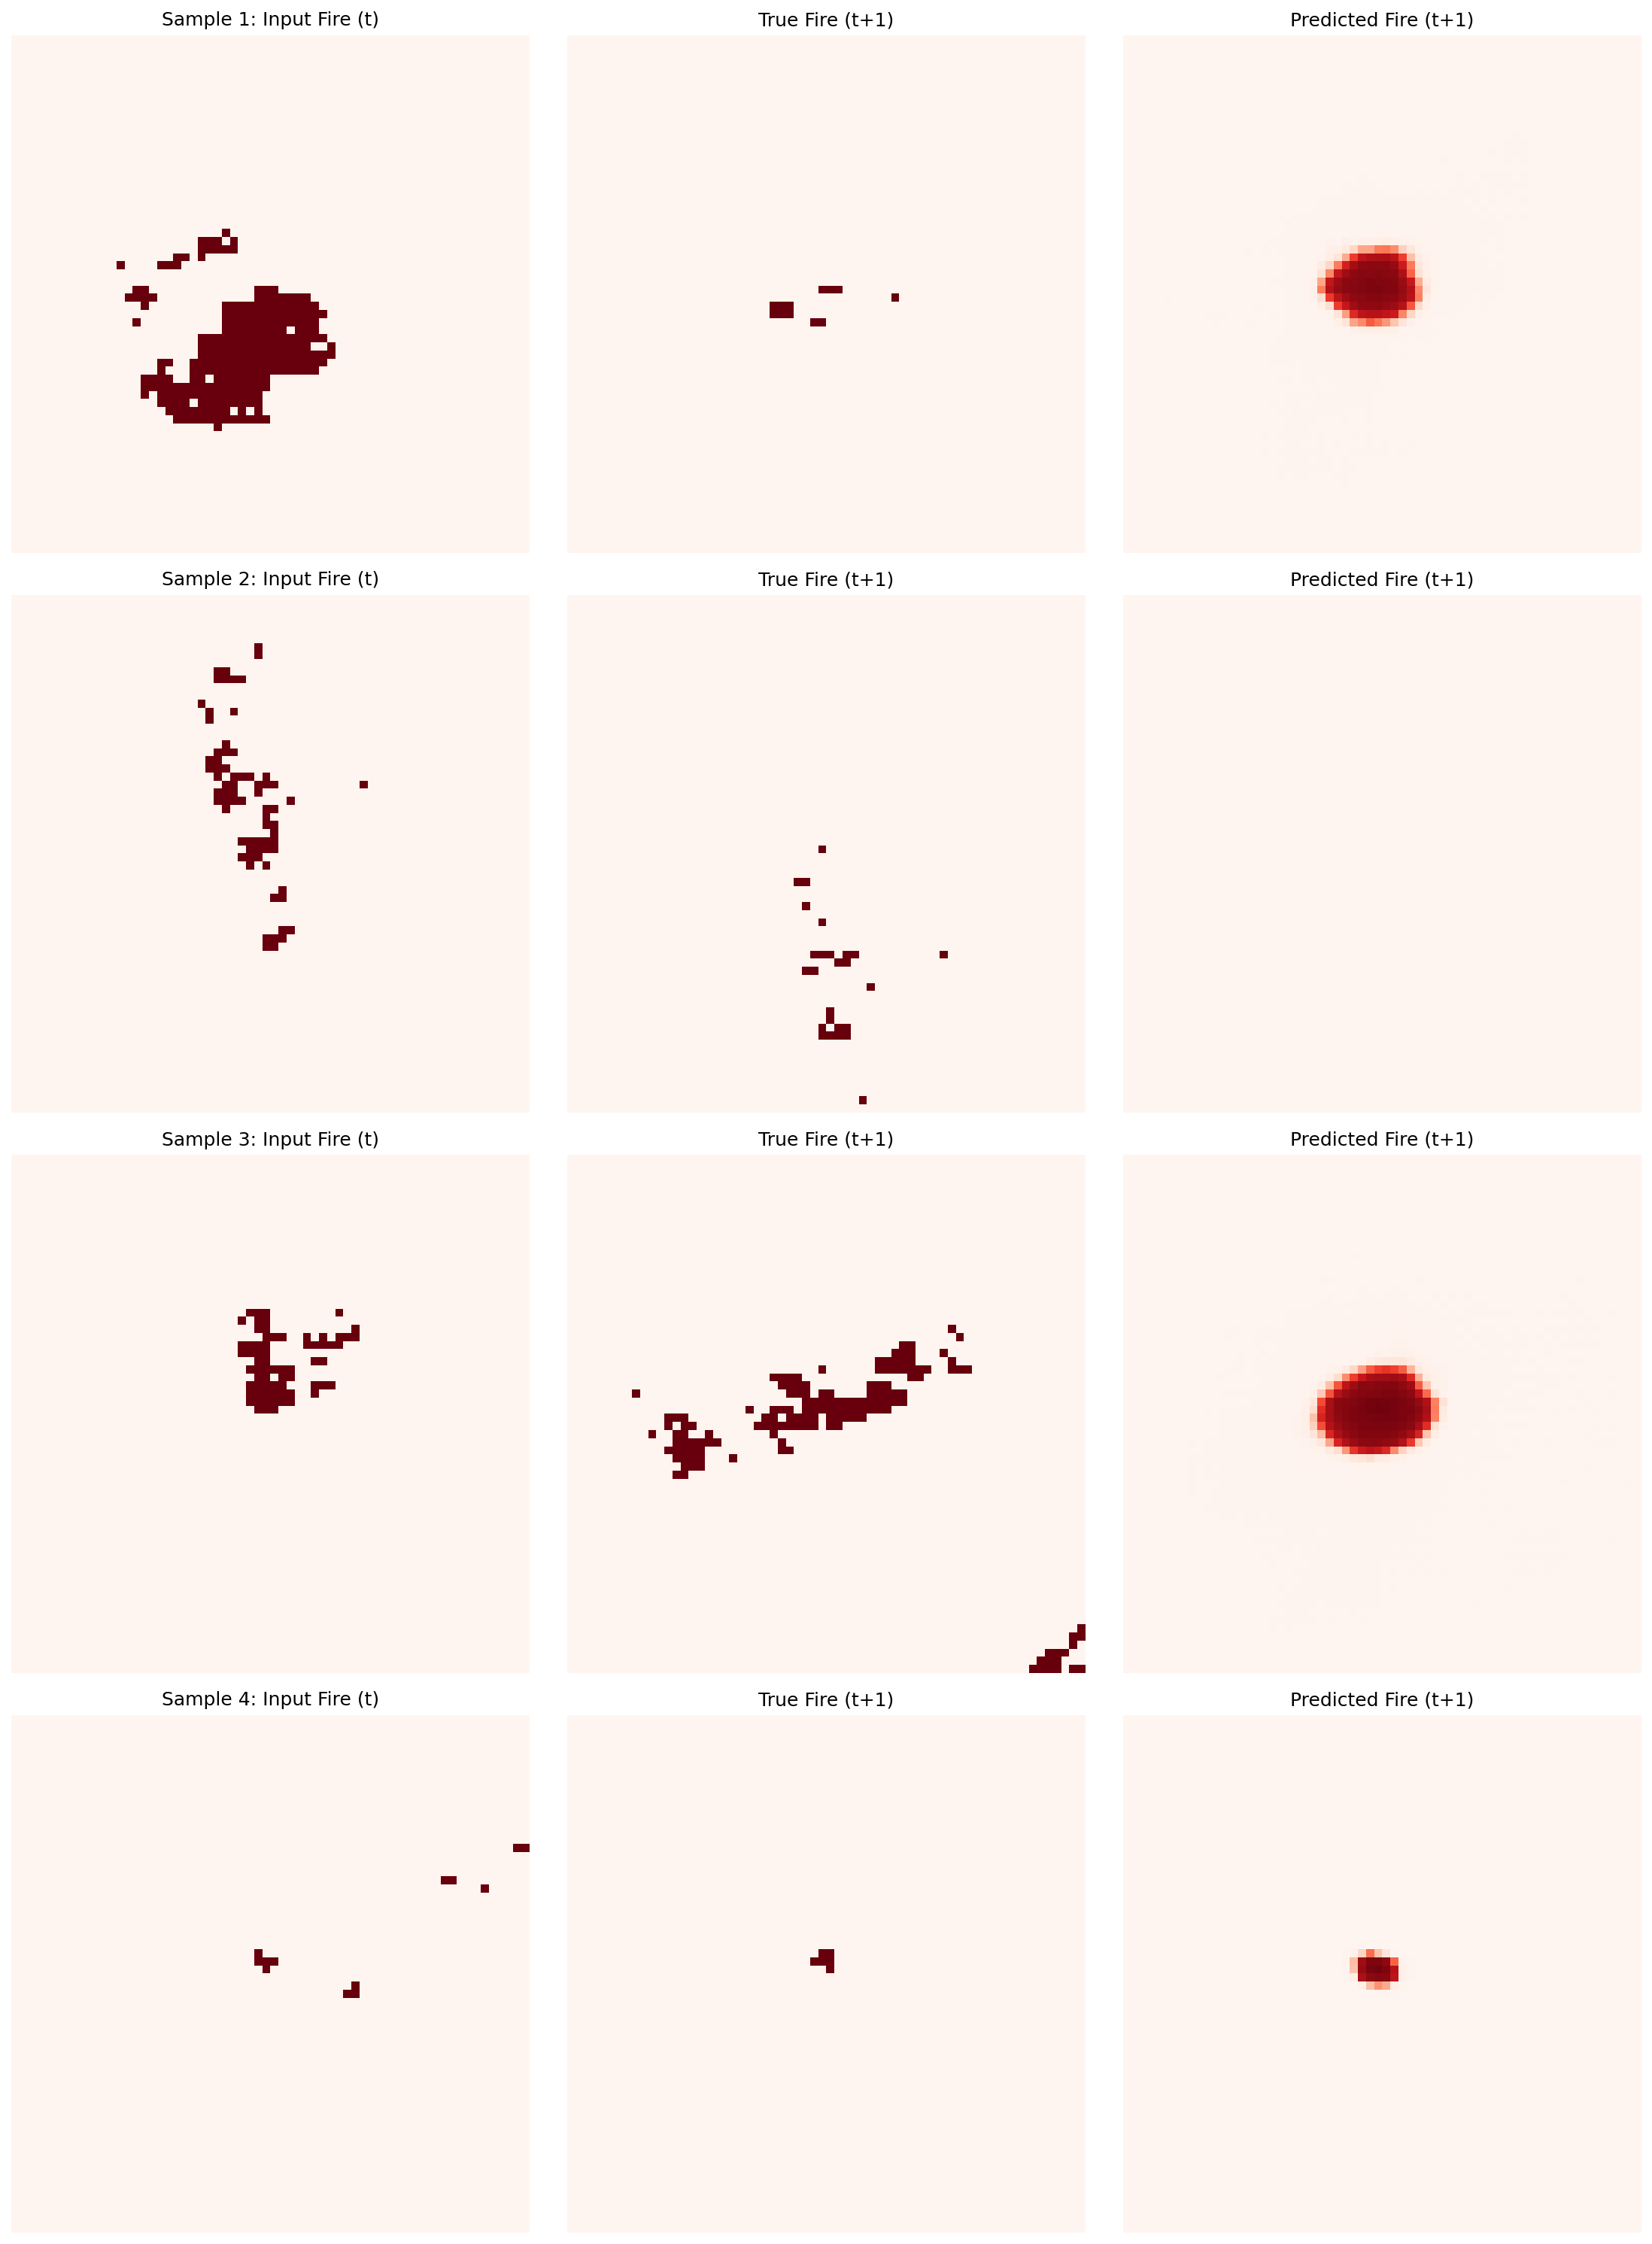 Sample 1: Input Fire (t)
True Fire (t+1)
Predicted Fire (t+1)
Sample 2: Input Fire (t)
True Fire (t+1)
Predicted Fire (t+1)
Sample 3: Input Fire (t)
True Fire (t+1)
Predicted Fire (t+1)
Sample 4: Input Fire (t)
True Fire (t+1)
Predicted Fire (t+1)